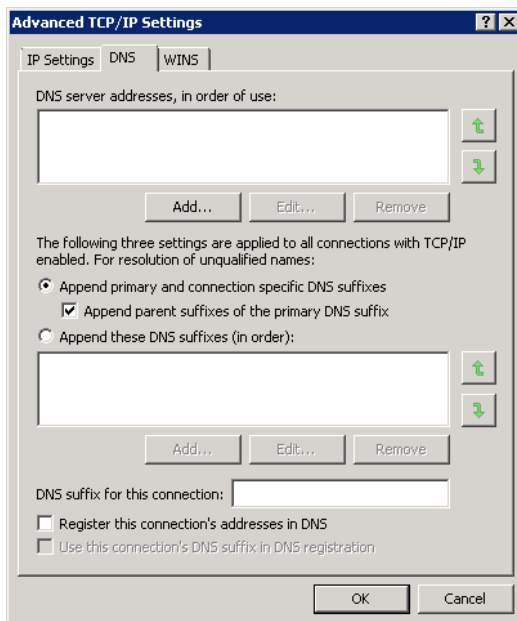 Advanced TCP/IP Settings
IP Settings DNS WINS
DNS server addresses, in order of use:
Add... Edit... Remove
The following three settings are applied to all connections with TCP/IP
enabled. For resolution of unqualified names:
Append primary and connection specific DNS suffixes
Append parent suffixes of the primary DNS suffix
Append these DNS suffixes (in order):
Add... Edit... Remove
DNS suffix for this connection:
Register this connection's addresses in DNS
Use this connection's DNS suffix in DNS registration
OK Cancel